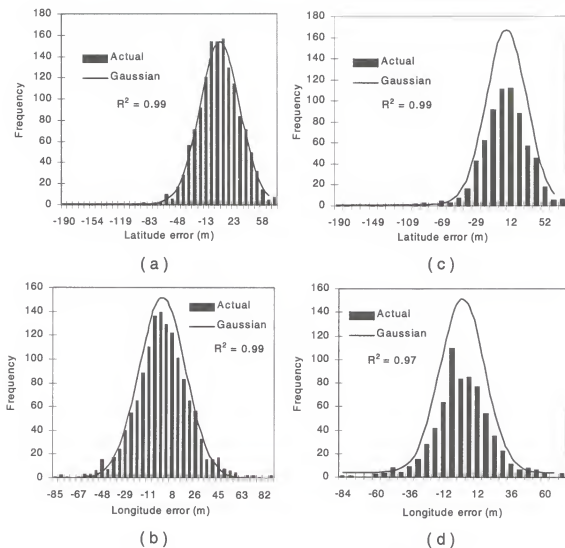 180
160
140
120
100
80
60
40
20
0
Frequency
Actual
Gaussian
R² = 0.99
-190 -154 -119 -83 -48 -13 23 58
Latitude error (m)
(a)
180
160
140
120
100
80
60
40
20
0
Frequency
Actual
Gaussian
R² = 0.99
-190 -149 -109 -69 -29 12 52
Latitude error (m)
(c)
160
140
120
100
80
60
40
20
0
Frequency
Actual
Gaussian
R² = 0.99
-85 -67 -48 -29 -11 8 26 45 63 82
Longitude error (m)
(b)
160
140
120
100
80
60
40
20
0
Frequency
Actual
Gaussian
R² = 0.97
-84 -60 -36 -12 12 36 60
Longitude error (m)
(d)